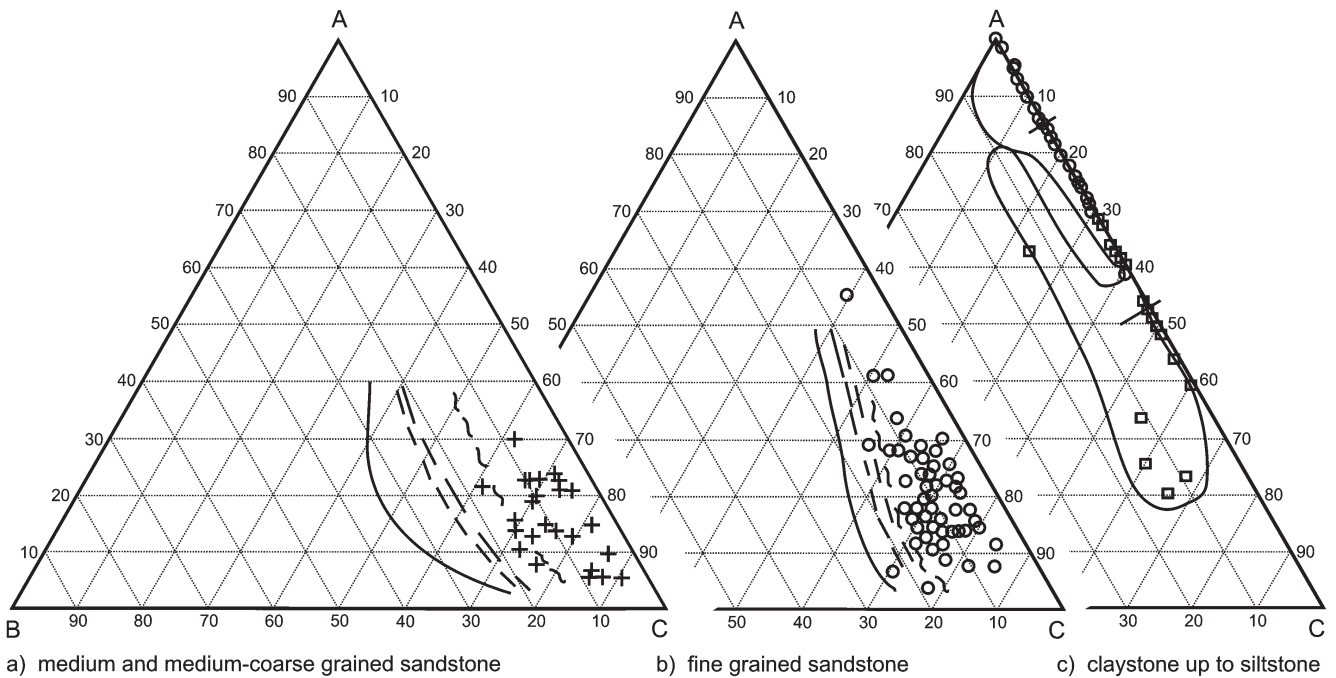 A A A
90 10 90 10 90 10
80 20 80 20 80 20
70 30 70 30 70 30
60 40 60 40 40
50 50 50 50
40 60 60 60
30 70 70 70
20 80 80 80
10 90 90 90
B 90 80 70 60 50 40 30 20 10 C 50 40 30 20 10 C 30 20 10 C
a) medium and medium-coarse grained sandstone b) fine grained sandstone c) claystone up to siltstone